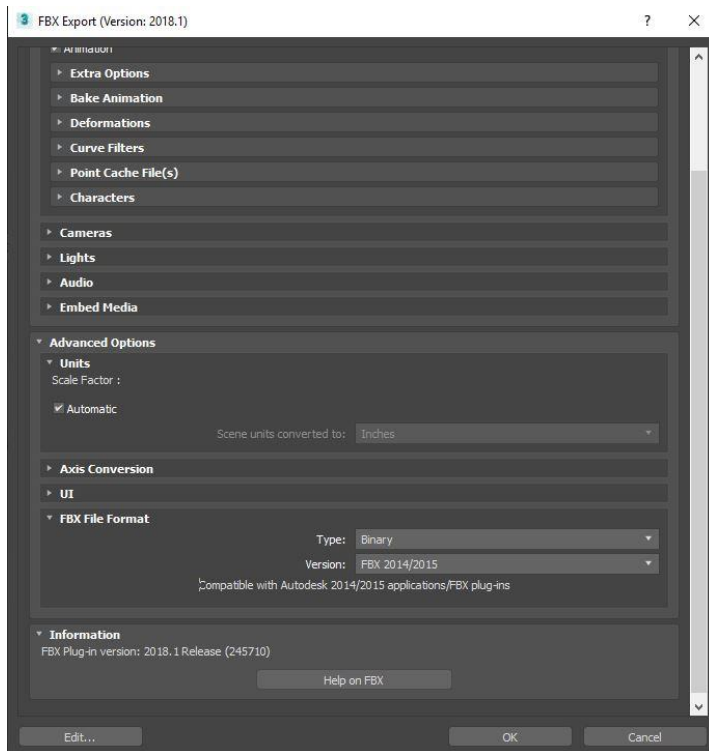 3 FBX Export (Version: 2018.1) ?
Animation
Extra Options
Bake Animation
Deformations
Curve Filters
Point Cache File(s)
Characters
Cameras
Lights
Audio
Embed Media
Advanced Options
Units
Scale Factor :
Automatic
Scene units converted to: Inches
Axis Conversion
UI
FBX File Format
Type: Binary
Version: FBX 2014/2015
Compatible with Autodesk 2014/2015 applications/FBX plug-ins
Information
FBX Plug-in version: 2018.1 Release (245710)
Help on FBX
Edit... OK Cancel